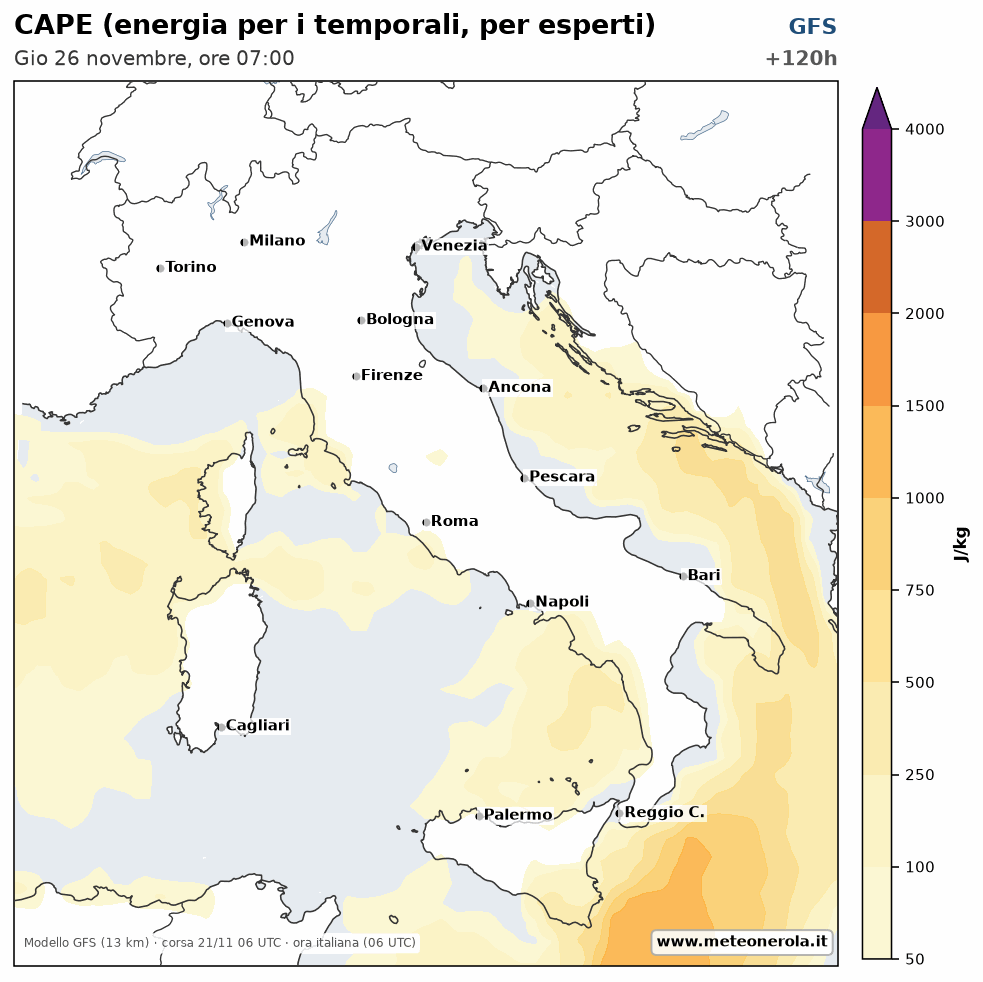 CAPE (energia per i temporali, per esperti)
GFS
Gio 26 novembre, ore 07:00
+120h
4000
3000
2000
1500
1000
750
500
250
100
50
J/kg
Milano
Venezia
Torino
Genova
Bologna
Firenze
Ancona
Pescara
Roma
Bari
Napoli
Cagliari
Palermo
Reggio C.
Modello GFS (13 km) · corsa 21/11 06 UTC · ora italiana (06 UTC)
www.meteonerola.it